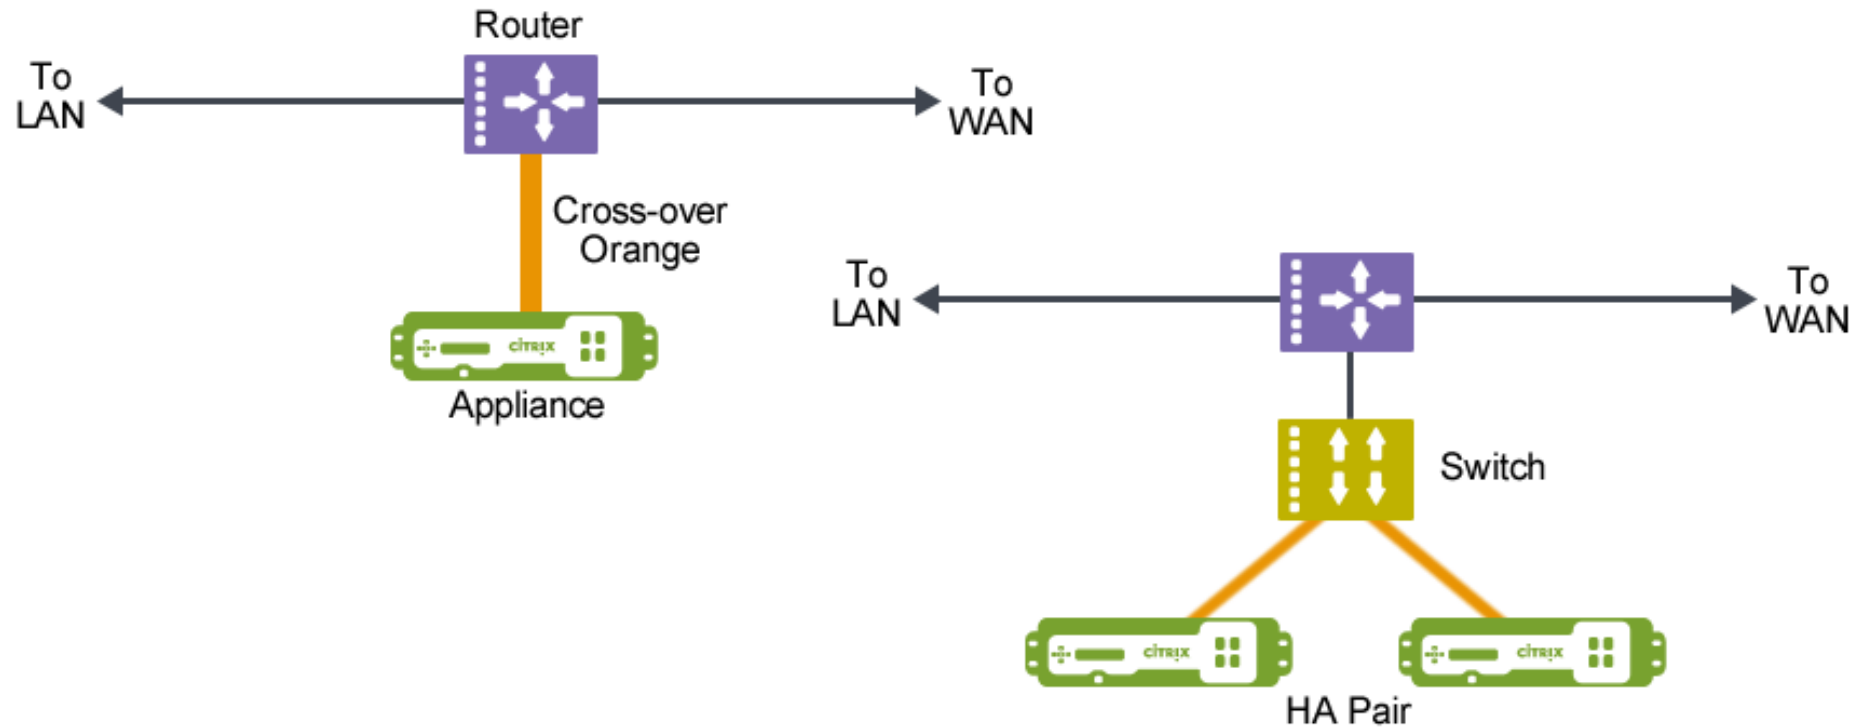 Router
To
LAN
To
WAN
Cross-over
Orange
CiTRIX
Appliance
To
LAN
To
WAN
Switch
CiTRIX
CiTRIX
HA Pair